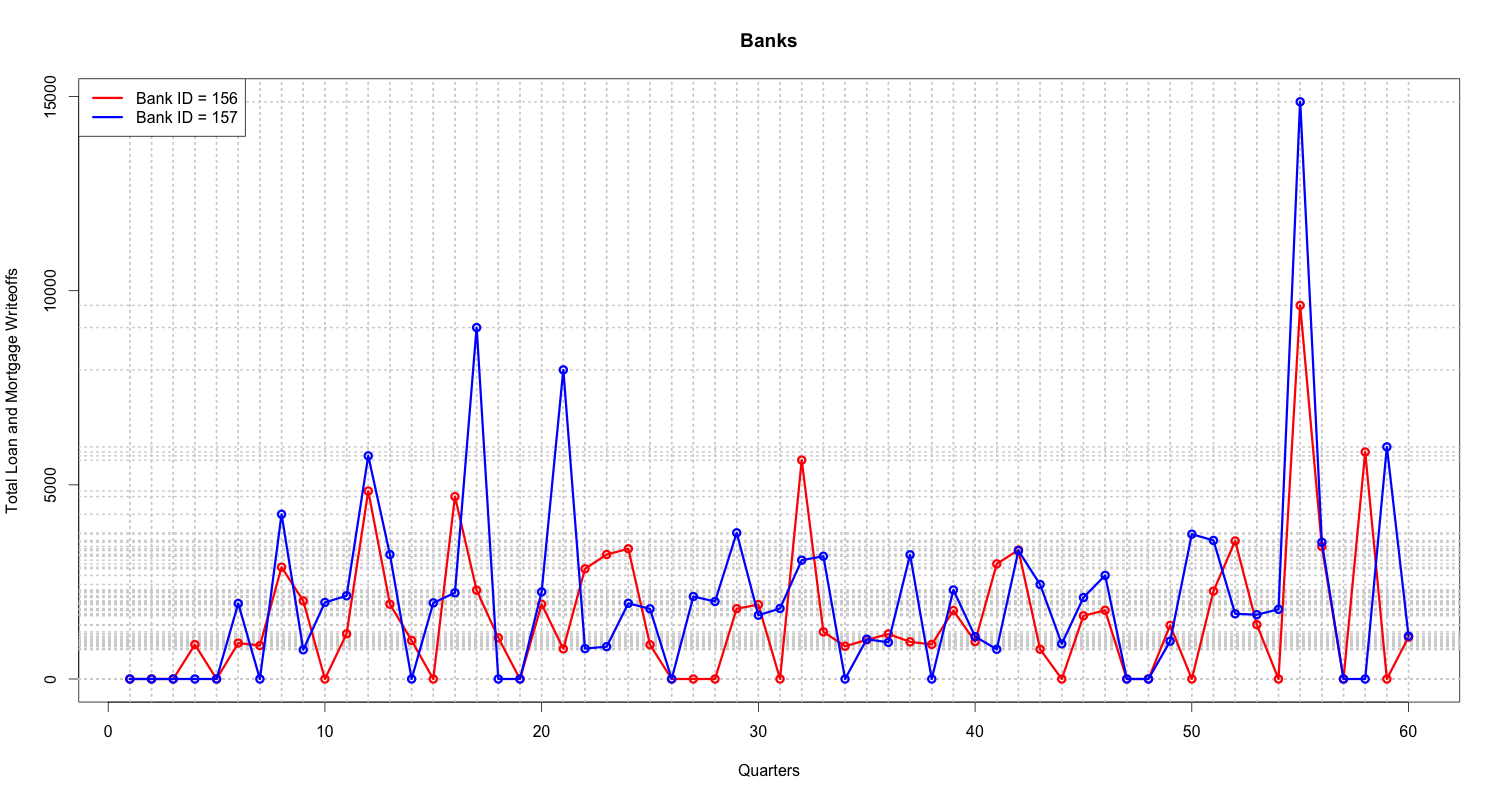 Banks
Bank ID = 156
Bank ID = 157
Total Loan and Mortgage Writeoffs
15000
10000
5000
0
0 10 20 30 40 50 60
Quarters